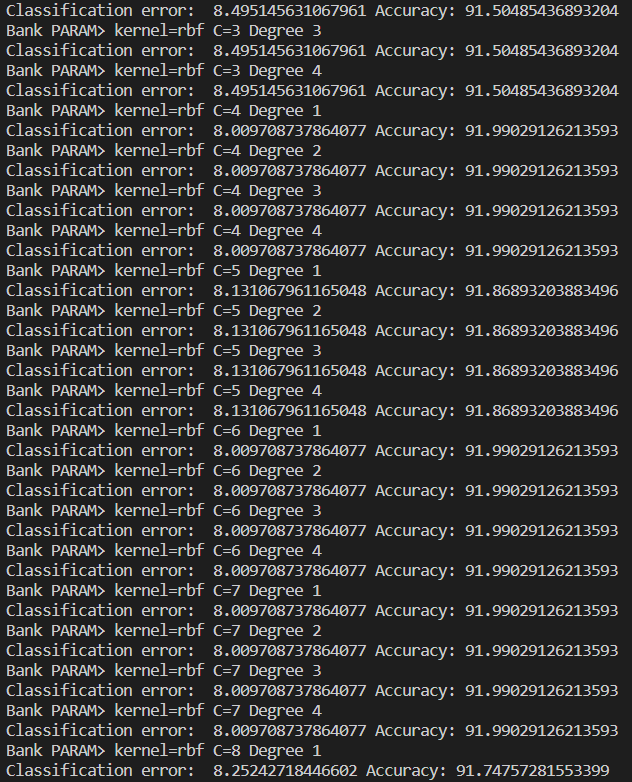 Classification error:  8.495145631067961 Accuracy: 91.50485436893204
Bank PARAM> kernel=rbf C=3 Degree 3
Classification error:  8.495145631067961 Accuracy: 91.50485436893204
Bank PARAM> kernel=rbf C=3 Degree 4
Classification error:  8.495145631067961 Accuracy: 91.50485436893204
Bank PARAM> kernel=rbf C=4 Degree 1
Classification error:  8.009708737864077 Accuracy: 91.99029126213593
Bank PARAM> kernel=rbf C=4 Degree 2
Classification error:  8.009708737864077 Accuracy: 91.99029126213593
Bank PARAM> kernel=rbf C=4 Degree 3
Classification error:  8.009708737864077 Accuracy: 91.99029126213593
Bank PARAM> kernel=rbf C=4 Degree 4
Classification error:  8.009708737864077 Accuracy: 91.99029126213593
Bank PARAM> kernel=rbf C=5 Degree 1
Classification error:  8.131067961165048 Accuracy: 91.86893203883496
Bank PARAM> kernel=rbf C=5 Degree 2
Classification error:  8.131067961165048 Accuracy: 91.86893203883496
Bank PARAM> kernel=rbf C=5 Degree 3
Classification error:  8.131067961165048 Accuracy: 91.86893203883496
Bank PARAM> kernel=rbf C=5 Degree 4
Classification error:  8.131067961165048 Accuracy: 91.86893203883496
Bank PARAM> kernel=rbf C=6 Degree 1
Classification error:  8.009708737864077 Accuracy: 91.99029126213593
Bank PARAM> kernel=rbf C=6 Degree 2
Classification error:  8.009708737864077 Accuracy: 91.99029126213593
Bank PARAM> kernel=rbf C=6 Degree 3
Classification error:  8.009708737864077 Accuracy: 91.99029126213593
Bank PARAM> kernel=rbf C=6 Degree 4
Classification error:  8.009708737864077 Accuracy: 91.99029126213593
Bank PARAM> kernel=rbf C=7 Degree 1
Classification error:  8.009708737864077 Accuracy: 91.99029126213593
Bank PARAM> kernel=rbf C=7 Degree 2
Classification error:  8.009708737864077 Accuracy: 91.99029126213593
Bank PARAM> kernel=rbf C=7 Degree 3
Classification error:  8.009708737864077 Accuracy: 91.99029126213593
Bank PARAM> kernel=rbf C=7 Degree 4
Classification error:  8.009708737864077 Accuracy: 91.99029126213593
Bank PARAM> kernel=rbf C=8 Degree 1
Classification error:  8.25242718446602 Accuracy: 91.74757281553399